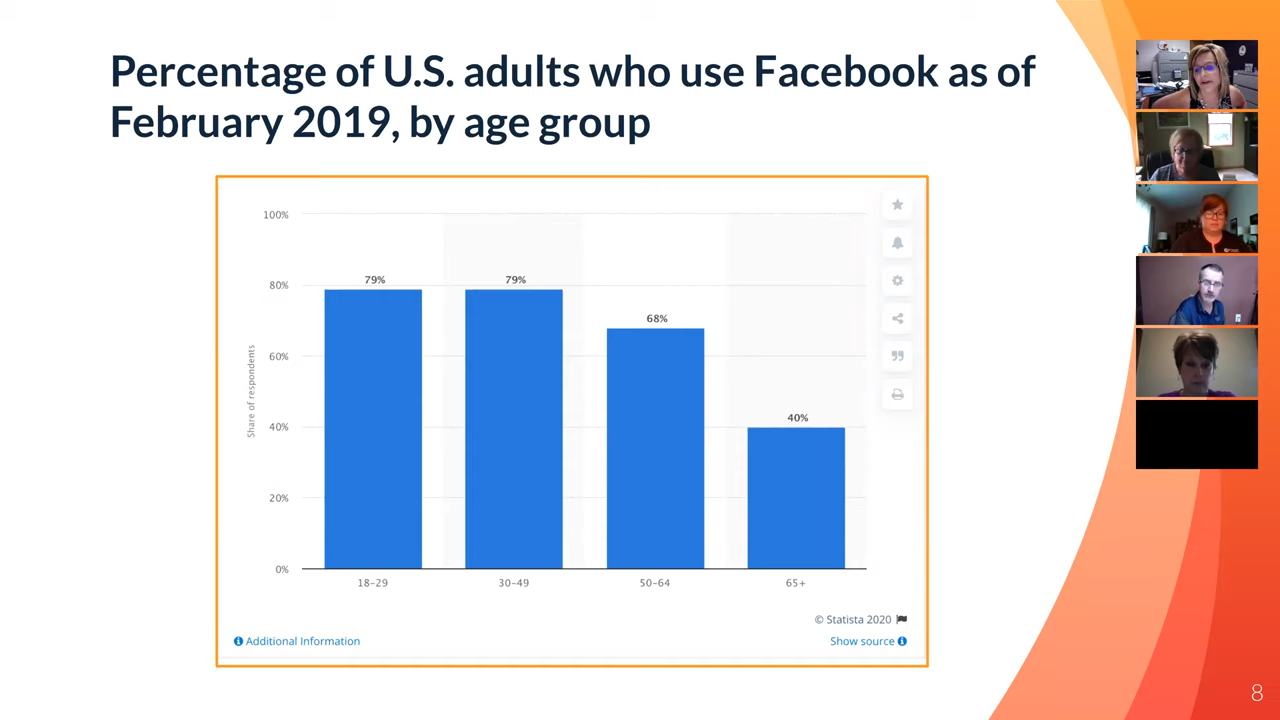 Percentage of U.S. adults who use Facebook as of
February 2019, by age group
100%
80%
60%
40%
20%
0%
Share of respondents
79%
79%
68%
40%
18–29
30–49
50–64
65+
© Statista 2020
Additional Information
Show source
8